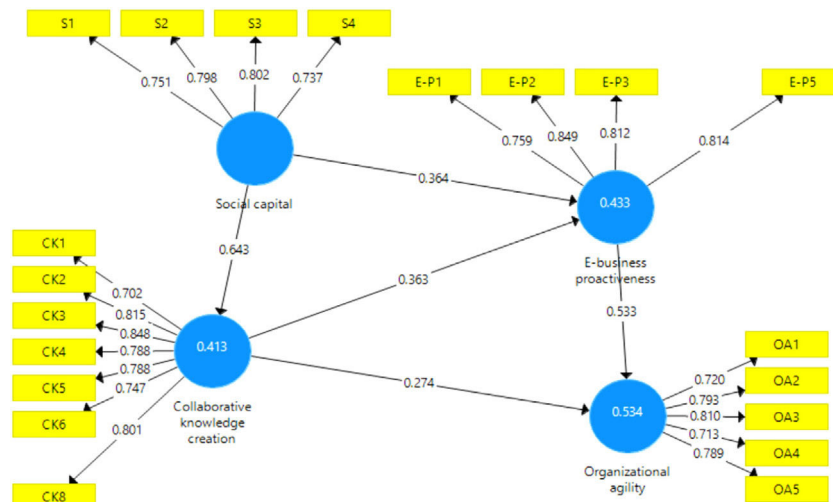 S1
S2
S3
S4
0.751
0.798
0.802
0.737
Social capital
E-P1
E-P2
E-P3
E-P5
0.759
0.849
0.812
0.814
0.364
0.433
E-business
proactiveness
0.643
0.363
0.533
CK1
CK2
CK3
CK4
CK5
CK6
CK8
0.702
0.815
0.848
0.788
0.788
0.747
0.801
0.413
Collaborative
knowledge
creation
0.274
0.534
Organizational
agility
0.720
0.793
0.810
0.713
0.789
OA1
OA2
OA3
OA4
OA5